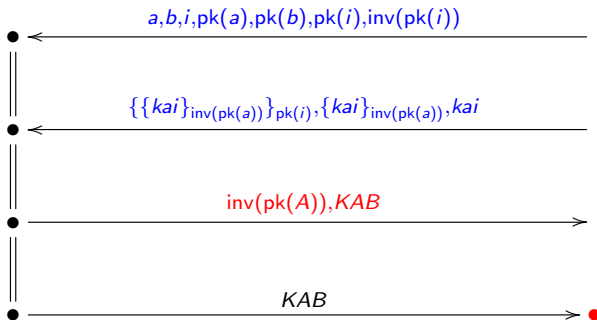 a,b,i,pk(a),pk(b),pk(i),inv(pk(i))
{{kai}inv(pk(a))}pk(i),{kai}inv(pk(a)),kai
inv(pk(A)),KAB
KAB